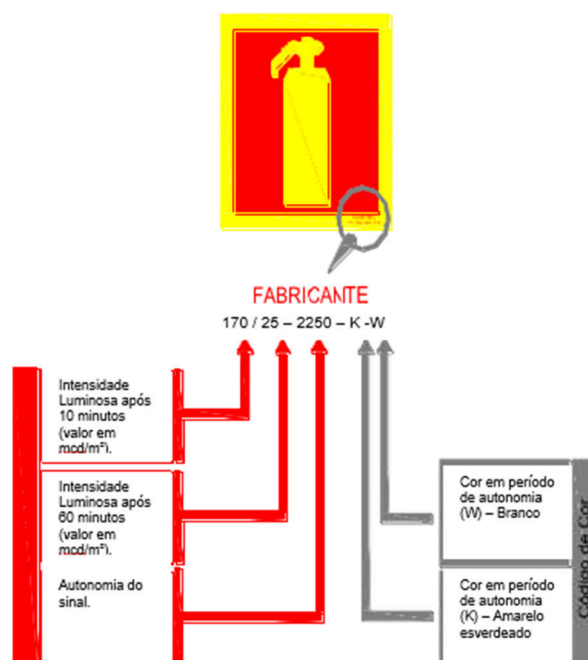 FABRICANTE
170 / 25 – 2250 – K -W
Intensidade
Luminosa após
10 minutos
(valor em
mcd/m²).
Intensidade
Luminosa após
60 minutos
(valor em
mcd/m²).
Autonomia do
sinal.
Cor em período
de autonomia
(W) – Branco
Cor em período
de autonomia
(K) – Amarelo
esverdeado
Código de Cor